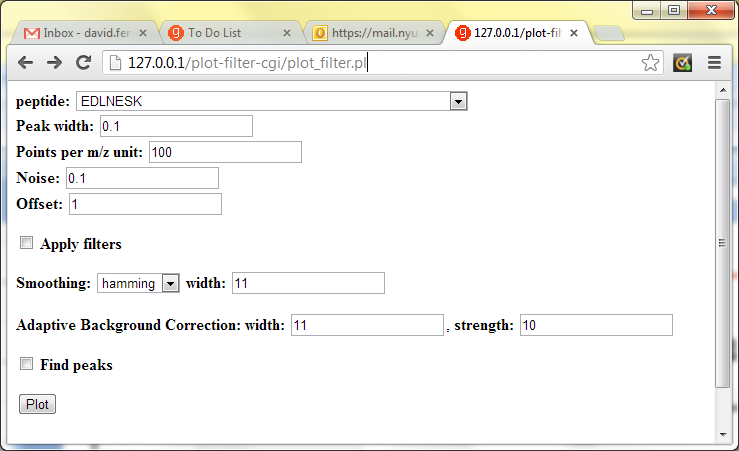 Inbox - david.fer
To Do List
https://mail.nyu
127.0.0.1/plot-filt
127.0.0.1/plot-filter-cgi/plot_filter.pl
peptide: EDLNESK
Peak width: 0.1
Points per m/z unit: 100
Noise: 0.1
Offset: 1
Apply filters
Smoothing: hamming width: 11
Adaptive Background Correction: width: 11 , strength: 10
Find peaks
Plot